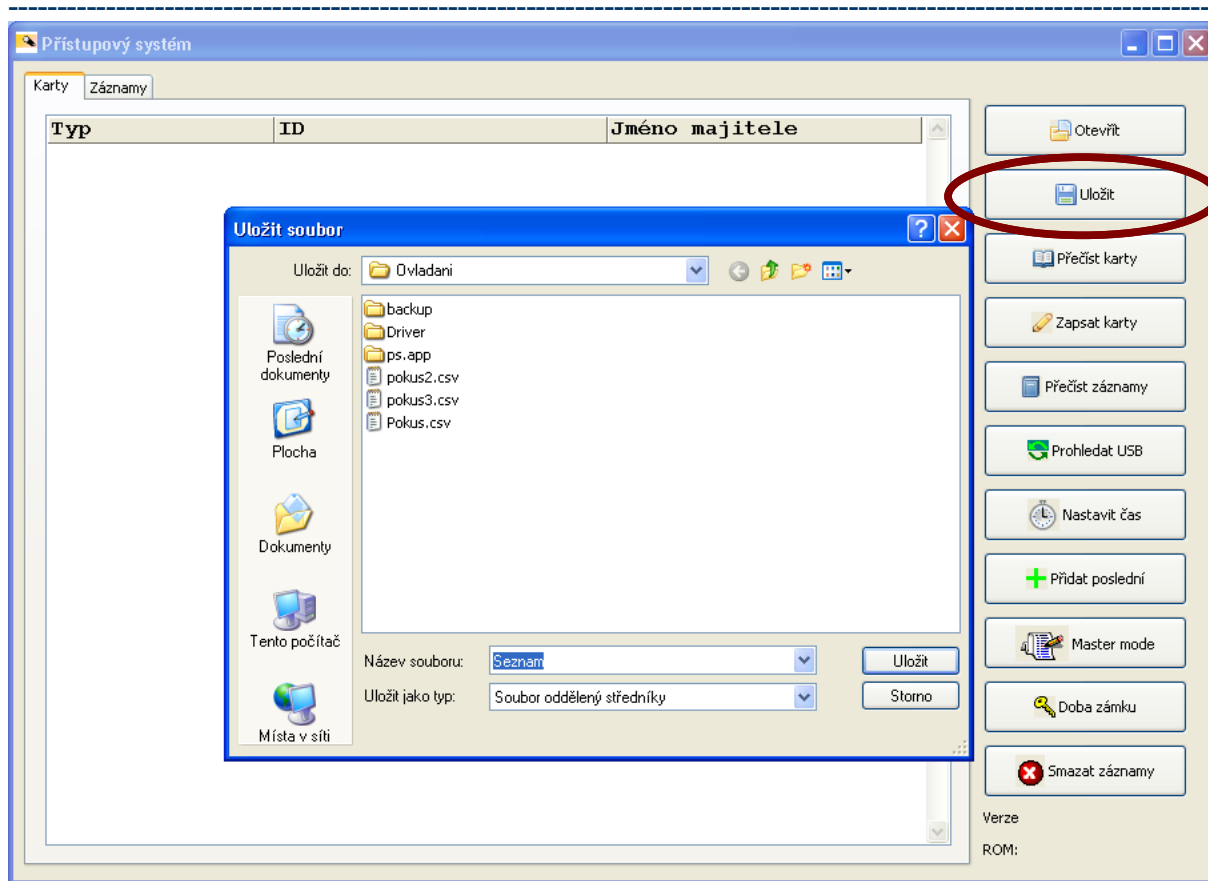 Přístupový systém
Karty Záznamy
Typ ID Jméno majitele
Otevřít
Uložit
Přečíst karty
Zapsat karty
Přečíst záznamy
Prohledat USB
Nastavit čas
Přidat poslední
Master mode
Doba zámku
Smazat záznamy
Verze
ROM:
Uložit soubor
Uložit do: Ovladani
Poslední
dokumenty
Plocha
Dokumenty
Tento počítač
Místa v síti
backup
Driver
ps.app
pokus2.csv
pokus3.csv
Pokus.csv
Název souboru: Seznam Uložit
Uložit jako typ: Soubor oddělený středníky Storno